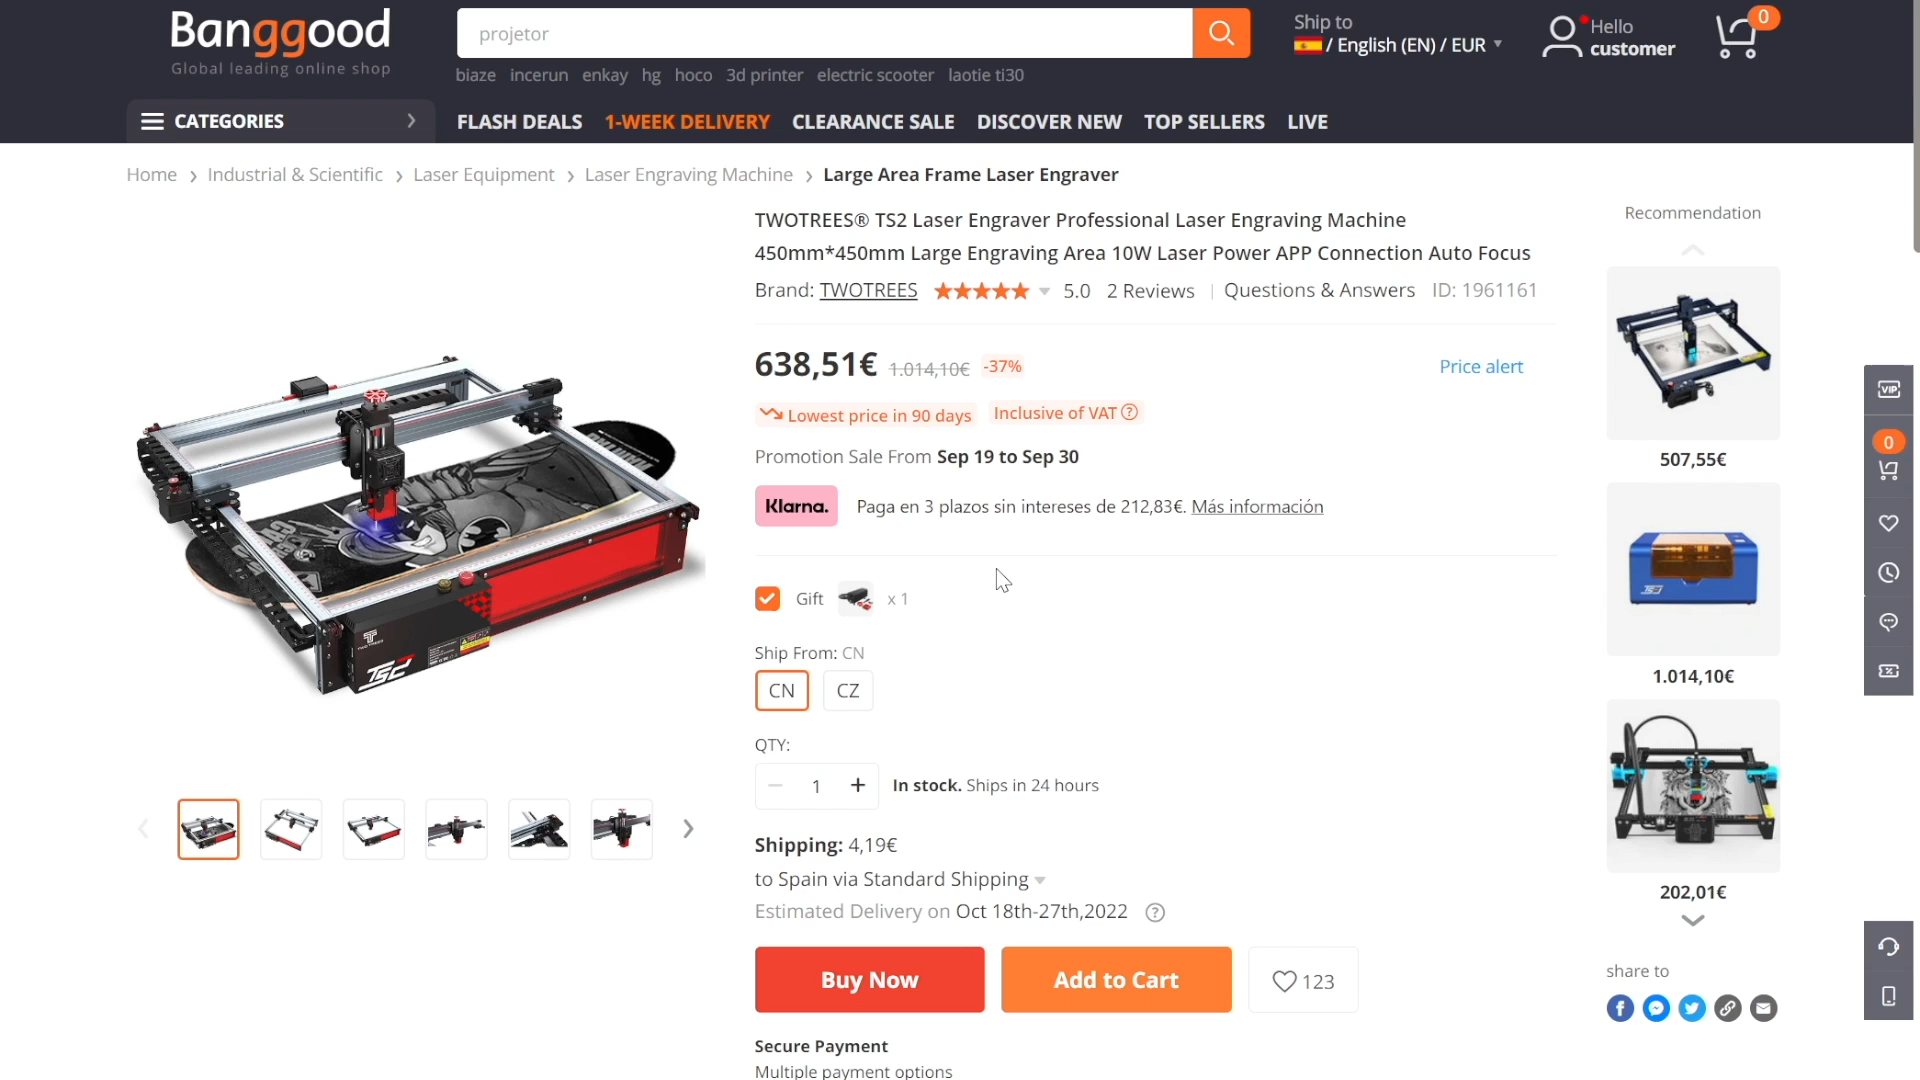 Banggood
Global leading online shop
projetor
Ship to
/ English (EN) / EUR
Hello
customer
0
biaze incerun enkay hg hoco 3d printer electric scooter laotie ti30
CATEGORIES
FLASH DEALS 1-WEEK DELIVERY CLEARANCE SALE DISCOVER NEW TOP SELLERS LIVE
Home > Industrial & Scientific > Laser Equipment > Laser Engraving Machine > Large Area Frame Laser Engraver
TWOTREES® TS2 Laser Engraver Professional Laser Engraving Machine
450mm*450mm Large Engraving Area 10W Laser Power APP Connection Auto Focus
Brand: TWOTREES 5.0 2 Reviews | Questions & Answers ID: 1961161
638,51€ 1.014,10€ -37%
Price alert
Lowest price in 90 days
Inclusive of VAT
Promotion Sale From Sep 19 to Sep 30
Klarna. Paga en 3 plazos sin intereses de 212,83€. Más información
Gift x 1
Ship From: CN
CN CZ
QTY:
1 In stock. Ships in 24 hours
Shipping: 4,19€
to Spain via Standard Shipping
Estimated Delivery on Oct 18th-27th,2022
Buy Now
Add to Cart
123
Secure Payment
Multiple payment options
Recommendation
507,55€
1.014,10€
202,01€
share to
VIP
0
TS2